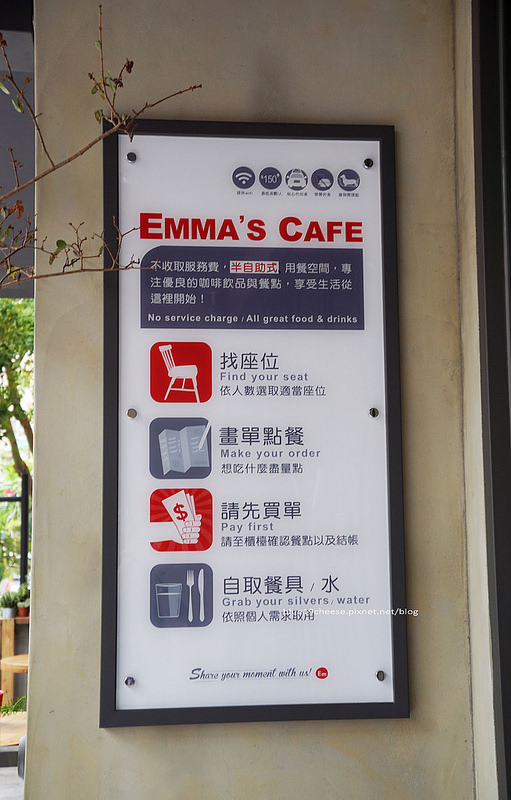 $150
EMMA'S CAFE
不收取服務費，半自助式 用餐空間，專
注優良的咖啡飲品與餐點，享受生活從
這裡開始！
No service charge / All great food & drinks
找座位
Find your seat
依人數選取適當座位
畫單點餐
Make your order
想吃什麼盡量點
$
請先買單
Pay first
請至櫃檯確認餐點以及結帳
自取餐具 / 水
Grab your silvers / water
依照個人需求取用
Share your moment with us! Em